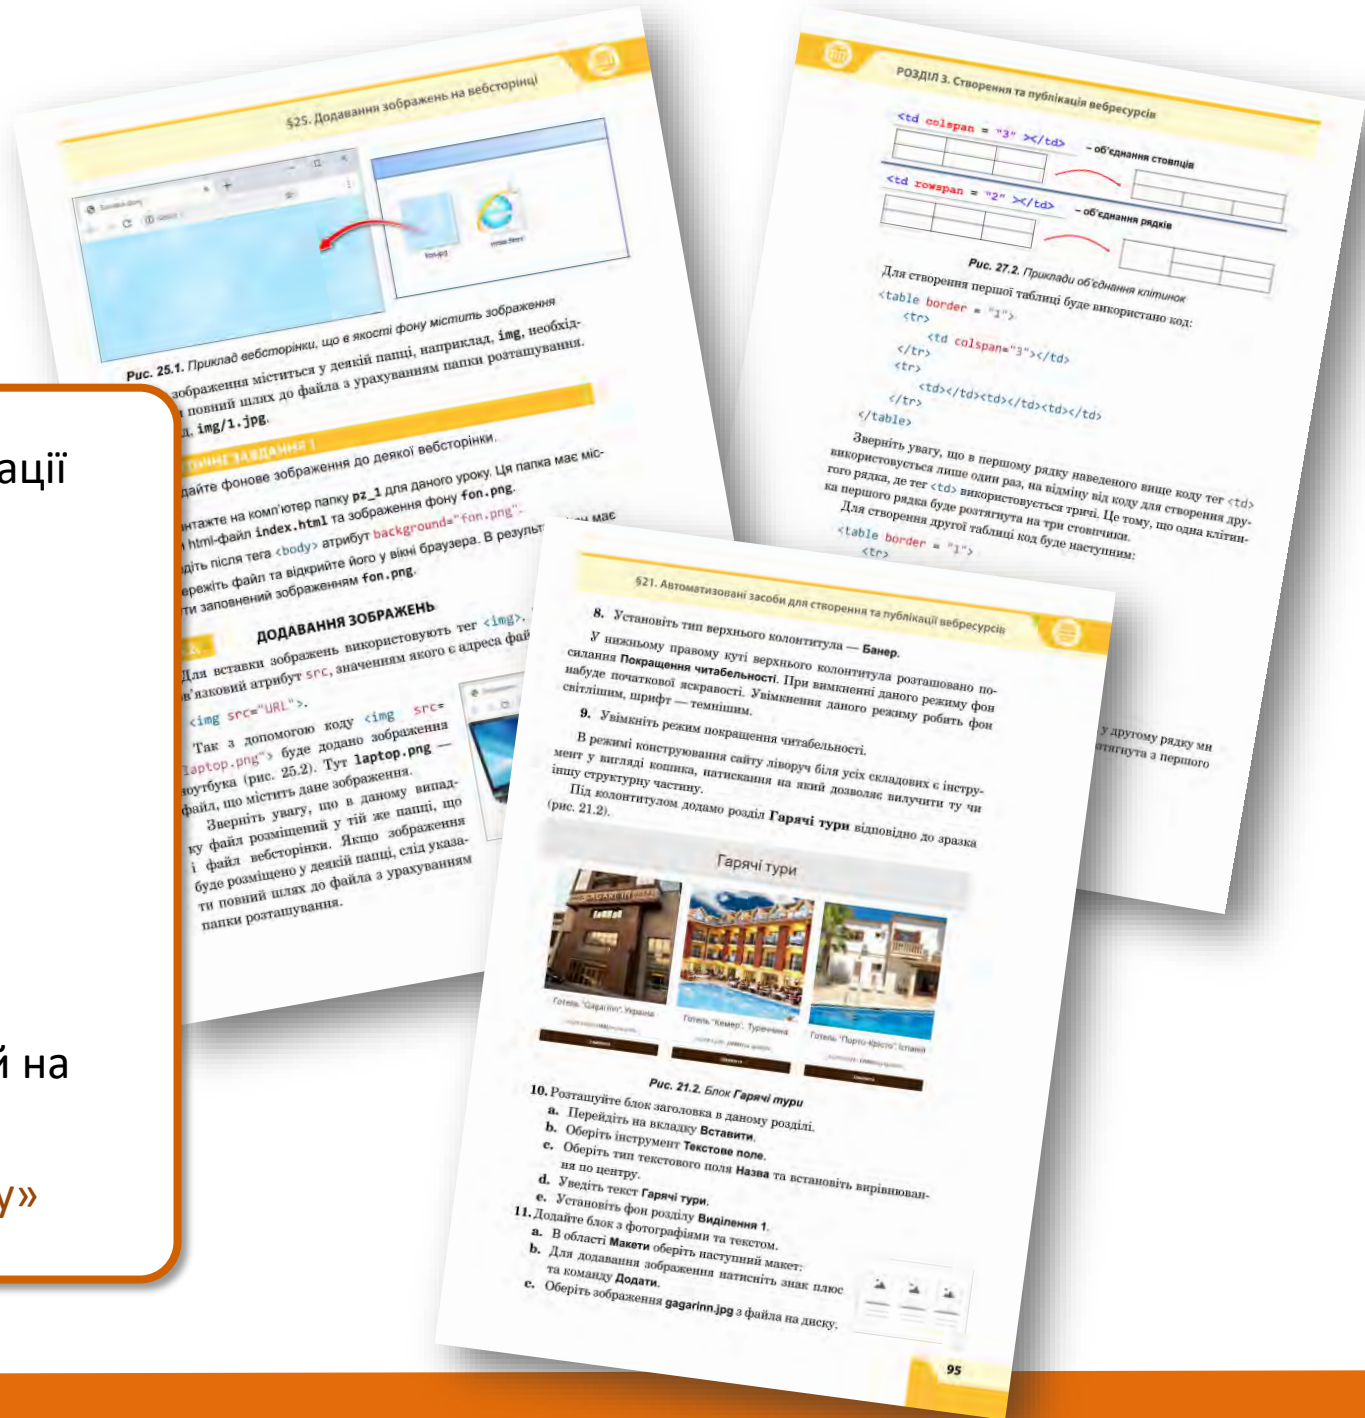 §25. Додавання зображень на вебсторінці
fon.jpg
Рис. 25.1. Приклад вебсторінки, що в якості фону містить зображення
зображення міститься у деякій папці, наприклад, img, необхід-
повний шлях до файла з урахуванням папки розташування.
img/1.jpg.
ЗАВДАННЯ 1
дайте фонове зображення до деякої вебсторінки.
нтажте на комп'ютер папку pz_1 для даного уроку. Ця папка має міс-
html-файл index.html та зображення фону fon.png.
діть після тега <body> атрибут background="fon.png".
ережіть файл та відкрийте його у вікні браузера. В результ має
ти заповнений зображенням fon.png.
ДОДАВАННЯ ЗОБРАЖЕНЬ
Для вставки зображень використовують тег <img>.
в'язковий атрибут src, значенням якого є адреса фай
<img src="URL">.
Так з допомогою коду <img src=
laptop.png"> буде додано зображення
ноутбука (рис. 25.2). Тут laptop.png —
файл, що містить дане зображення.
Зверніть увагу, що в даному випад-
ку файл розміщений у тій же папці, що
і файл вебсторінки. Якщо зображення
буде розміщено у деякій папці, слід указа-
ти повний шлях до файла з урахуванням
папки розташування.
РОЗДІЛ 3. Створення та публікація вебресурсів
<td colspan = "3" ></td> – об'єднання стовпців
<td rowspan = "2" ></td> – об'єднання рядків
Рис. 27.2. Приклади об'єднання клітинок
Для створення першої таблиці буде використано код:
<table border = "1">
<tr>
<td colspan="3"></td>
</tr>
<tr>
<td></td><td></td><td></td>
</tr>
</table>
Зверніть увагу, що в першому рядку наведеного вище коду тег <td>
використовується лише один раз, на відміну від коду для створення дру-
гого рядка, де тег <td> використовується тричі. Це тому, що одна клітин-
ка першого рядка буде розтягнута на три стовпчики.
Для створення другої таблиці код буде наступним:
<table border = "1">
<tr>
у другому рядку ми
зтягнута з першого
ації
й на
у»
§21. Автоматизовані засоби для створення та публікації вебресурсів
8. Установіть тип верхнього колонтитула — Банер.
У нижньому правому куті верхнього колонтитула розташовано по-
силання Покращення читабельності. При вимкненні даного режиму фон
набуде початкової яскравості. Увімкнення даного режиму робить фон
світлішим, шрифт — темнішим.
9. Увімкніть режим покращення читабельності.
В режимі конструювання сайту ліворуч біля усіх складових є інстру-
мент у вигляді кошика, натискання на який дозволяє вилучити ту чи
іншу структурну частину.
Під колонтитулом додамо розділ Гарячі тури відповідно до зразка
(рис. 21.2).
Гарячі тури
Готель "Gagarinn". Україна
Готель "Кемер". Туреччина
Готель "Порто-Крісто". Іспанія
Рис. 21.2. Блок Гарячі тури
10. Розташуйте блок заголовка в даному розділі.
a. Перейдіть на вкладку Вставити.
b. Оберіть інструмент Текстове поле.
c. Оберіть тип текстового поля Назва та встановіть вирівнюван-
ня по центру.
d. Уведіть текст Гарячі тури.
e. Установіть фон розділу Виділення 1.
11. Додайте блок з фотографіями та текстом.
a. В області Макети оберіть наступний макет:
b. Для додавання зображення натисніть знак плюс
та команду Додати.
c. Оберіть зображення gagarinn.jpg з файла на диску.
95